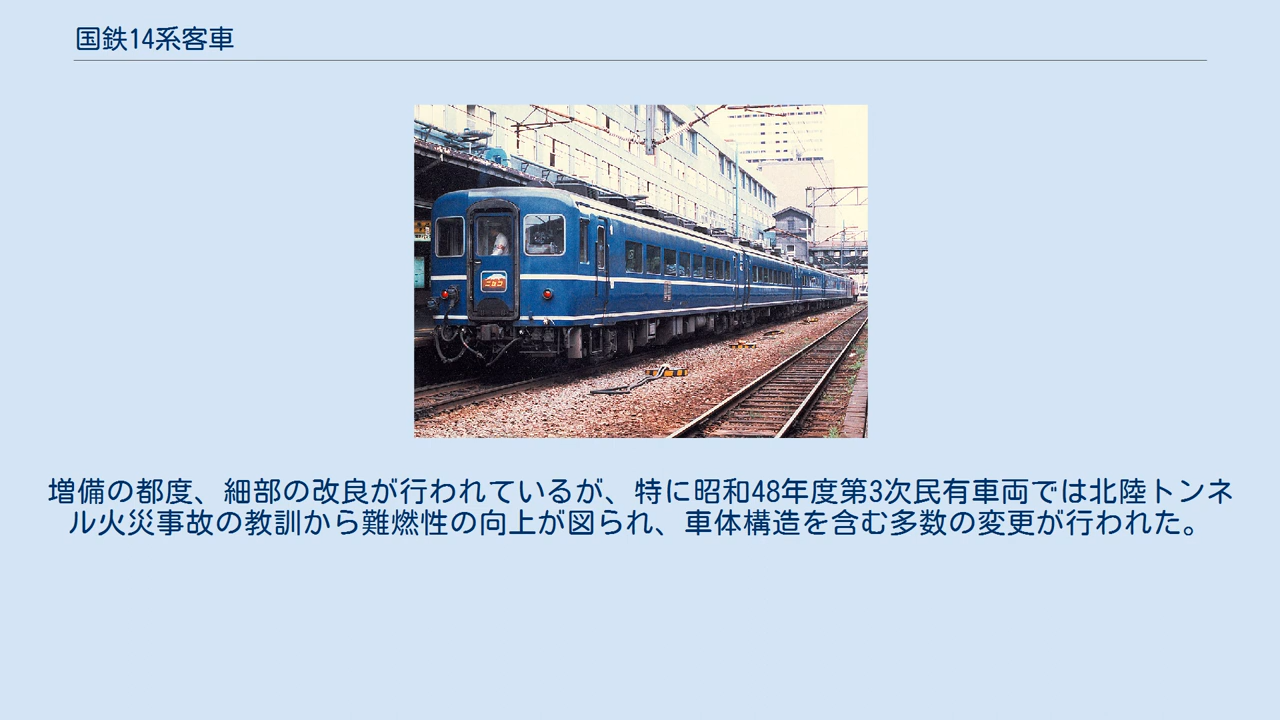 国鉄14系客車
増備の都度、細部の改良が行われているが、特に昭和48年度第3次民有車両では北陸トンネ
ル火災事故の教訓から難燃性の向上が図られ、車体構造を含む多数の変更が行われた。